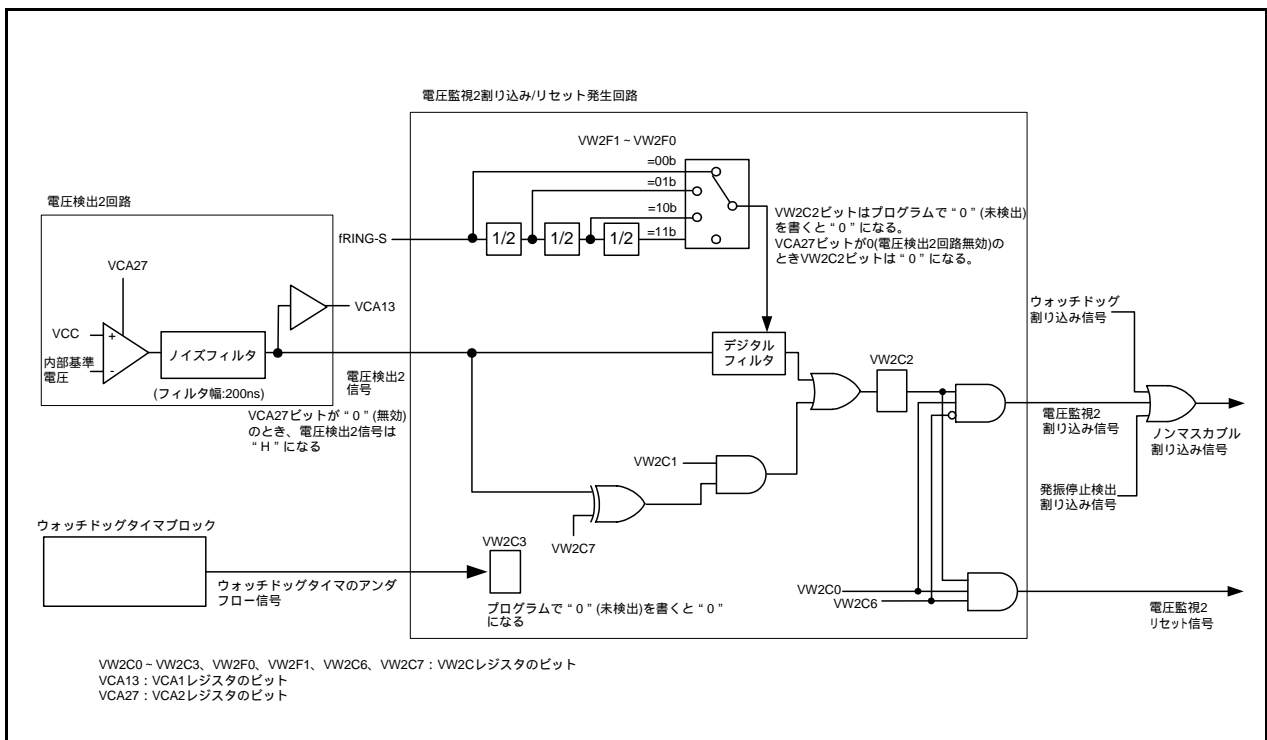 電圧監視2割り込み/リセット発生回路
VW2F1～VW2F0
=00b
=01b
=10b
=11b
fRING-S
1/2
1/2
1/2
電圧検出2回路
VCA27
VCC
+
内部基準
電圧
-
ノイズフィルタ
(フィルタ幅:200ns)
VCA13
電圧検出2
信号
VCA27ビットが“0”(無効)
のとき、電圧検出2信号は
“H”になる
VW2C2ビットはプログラムで“0”(未検出)
を書くと“0”になる。
VCA27ビットが0(電圧検出2回路無効)の
ときVW2C2ビットは“0”になる。
デジタル
フィルタ
VW2C2
VW2C1
VW2C7
ウォッチドッグ
割り込み信号
電圧監視2
割り込み信号
ノンマスカブル
割り込み信号
発振停止検出
割り込み信号
ウォッチドッグタイマブロック
ウォッチドッグタイマのアンダ
フロー信号
VW2C3
プログラムで“0”(未検出)を書くと“0”
になる
VW2C0
VW2C6
電圧監視2
リセット信号
VW2C0～VW2C3、VW2F0、VW2F1、VW2C6、VW2C7：VW2Cレジスタのビット
VCA13：VCA1レジスタのビット
VCA27：VCA2レジスタのビット